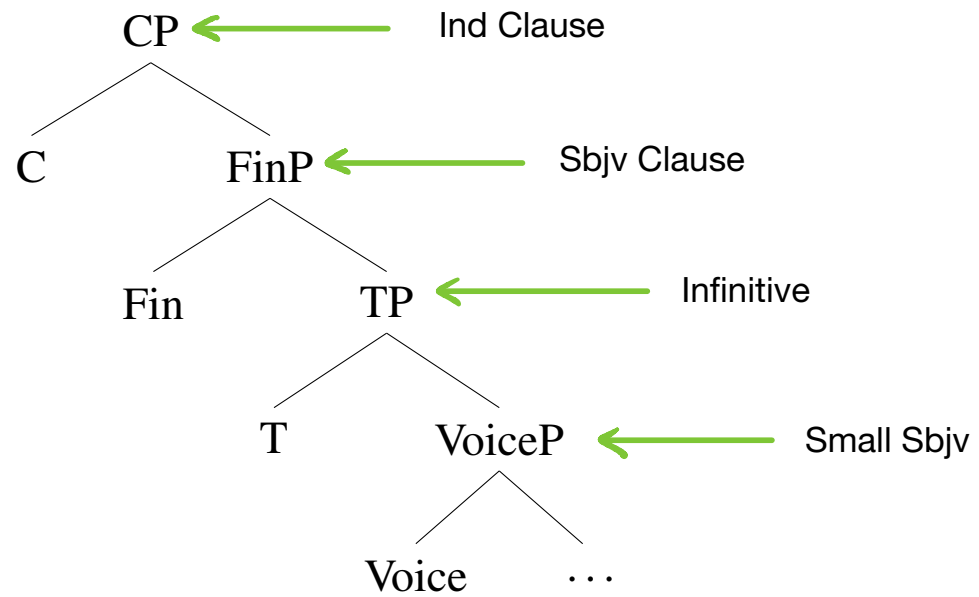 CP Ind Clause
C FinP Sbjv Clause
Fin TP Infinitive
T VoiceP Small Sbjv
Voice ...